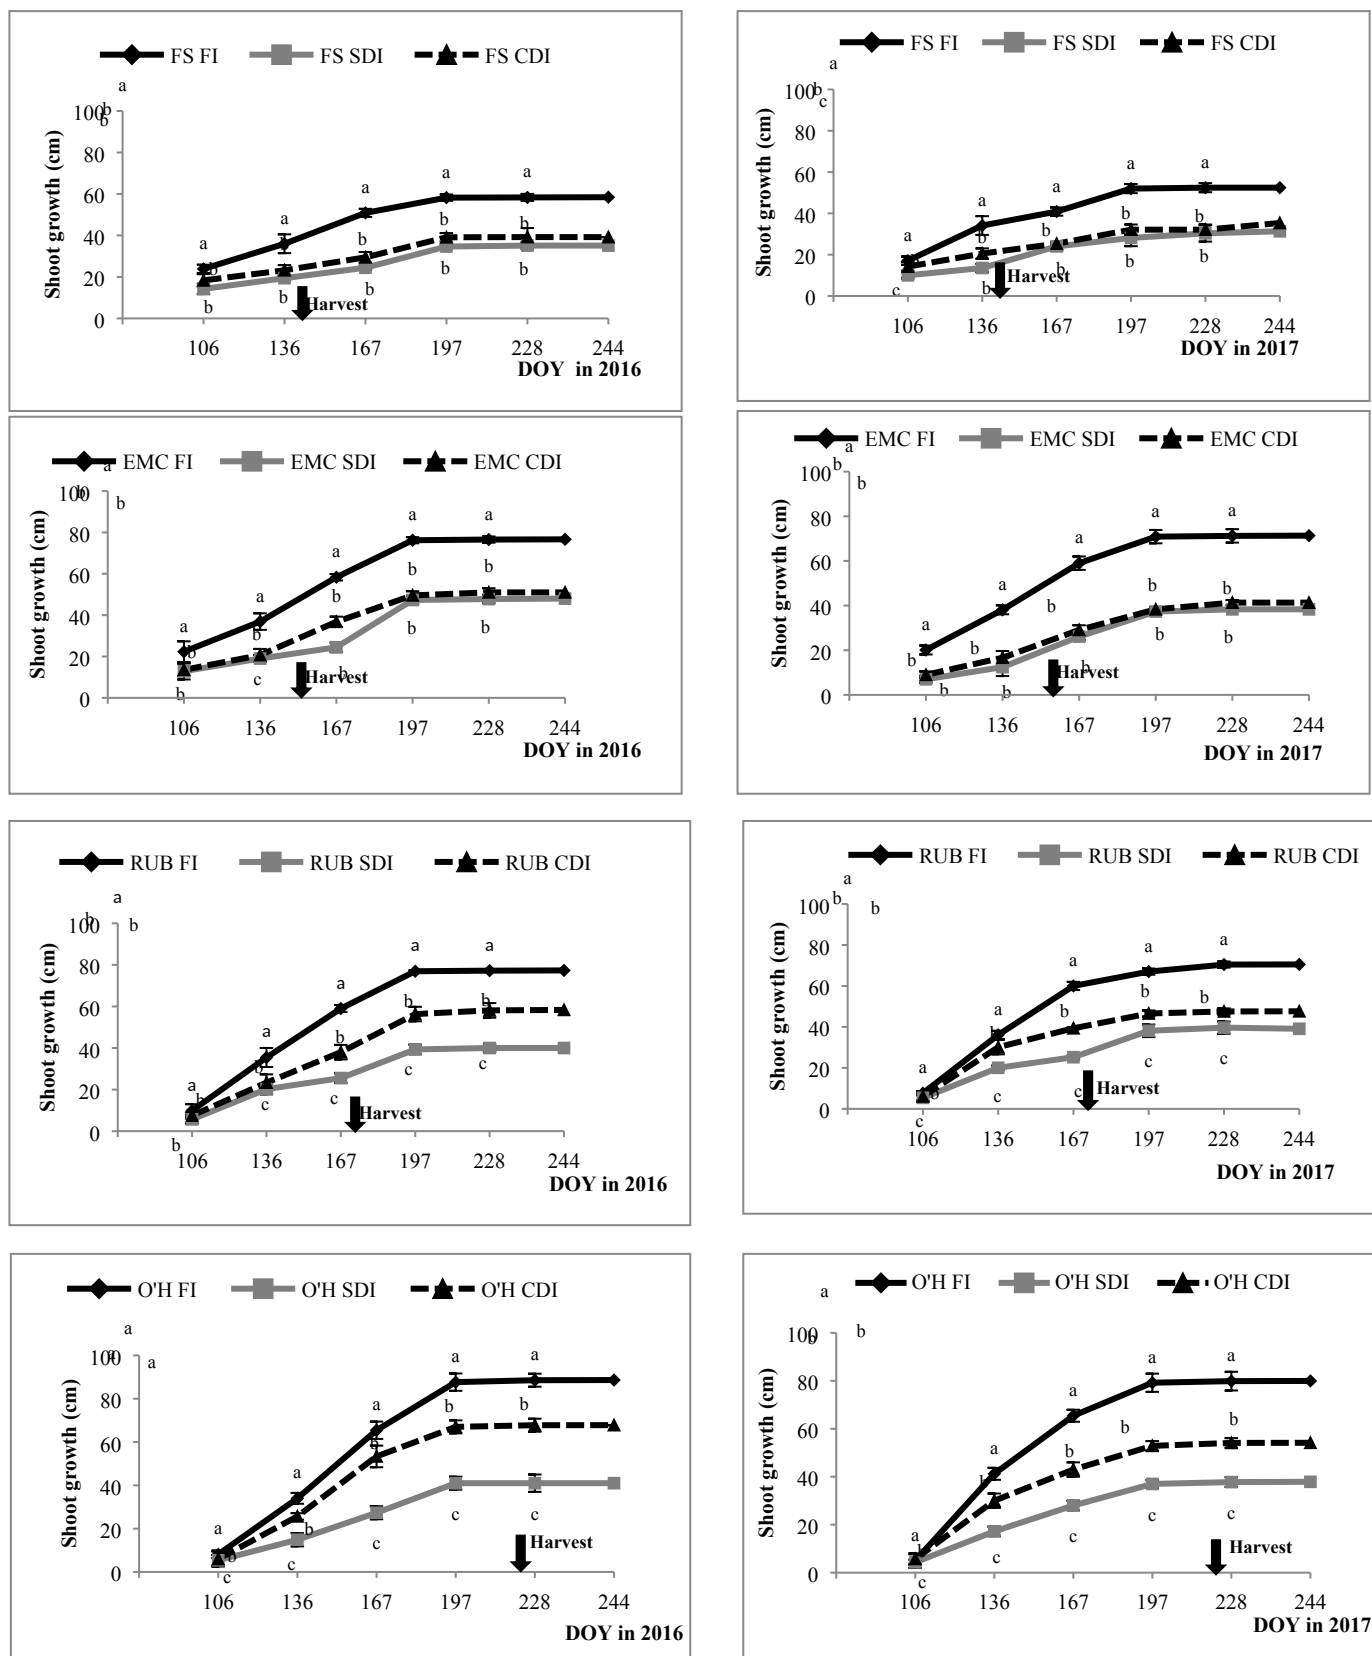 FS FI FS SDI FS CDI
a
100 b
b
80
60
40
20
0
Shoot growth (cm)
a a a a a
b b b b b
b b b b b
Harvest
106 136 167 197 228 244
DOY in 2016
FS FI FS SDI FS CDI
a
100 b
c
80
60
40
20
0
Shoot growth (cm)
a a a a a
b b b b b
c b b b b
Harvest
106 136 167 197 228 244
DOY in 2017
EMC FI EMC SDI EMC CDI
a
100 b
b
80
60
40
20
0
Shoot growth (cm)
a a a a a
b b b b b
b c b b b
Harvest
106 136 167 197 228 244
DOY in 2016
EMC FI EMC SDI EMC CDI
a
b
100 b
80
60
40
20
0
Shoot growth (cm)
a a a a a
b b b b b
b b b b b
Harvest
106 136 167 197 228 244
DOY in 2017
RUB FI RUB SDI RUB CDI
a
100 b
b
80
60
40
20
0
Shoot growth (cm)
a a a a a
b b b b b
b c c c c
Harvest
106 136 167 197 228 244
DOY in 2016
RUB FI RUB SDI RUB CDI
a
b
100 b
80
60
40
20
0
Shoot growth (cm)
a a a a a
b b b b b
c c c c c
Harvest
106 136 167 197 228 244
DOY in 2017
O'H FI O'H SDI O'H CDI
a
100 a
a
80
60
40
20
0
Shoot growth (cm)
a a a a a
b b b b b
c c c c c
Harvest
106 136 167 197 228 244
DOY in 2016
O'H FI O'H SDI O'H CDI
a
100 b
b
80
60
40
20
0
Shoot growth (cm)
a a a a a
b b b b b
c c c c c
Harvest
106 136 167 197 228 244
DOY in 2017